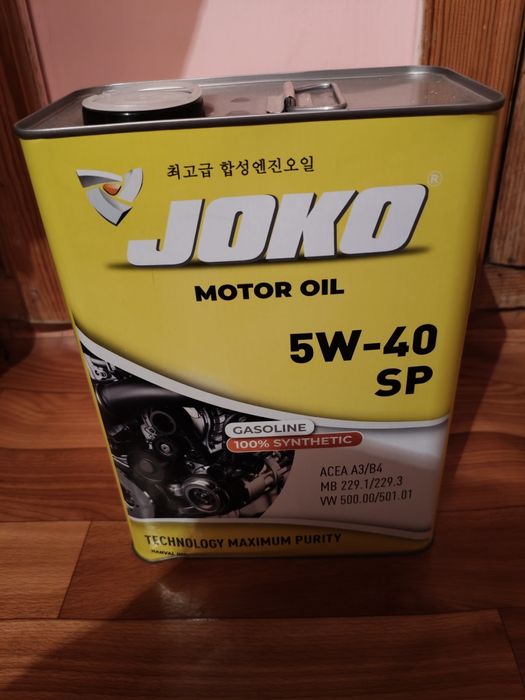 최고급 합성엔진오일
JOKO®
MOTOR OIL
5W-40
SP
GASOLINE
100% SYNTHETIC
ACEA A3/B4
MB 229.1/229.3
VW 500.00/501.01
TECHNOLOGY MAXIMUM PURITY
HANVAL